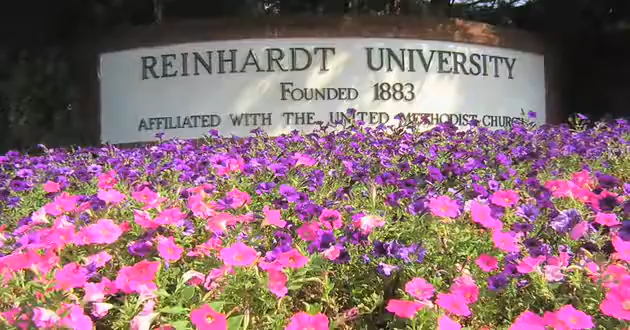 REINHARDT UNIVERSITY
FOUNDED 1883
AFFILIATED WITH THE UNITED METHODIST CHURCH